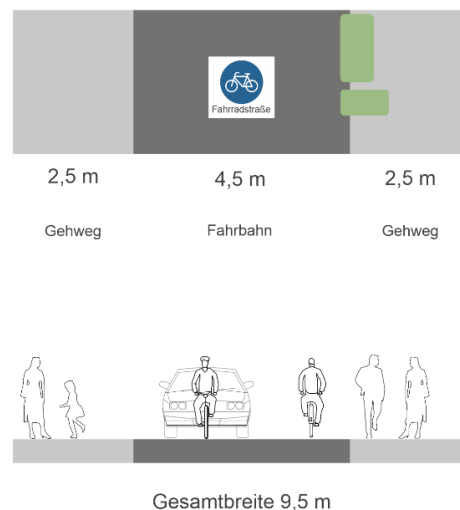 Fahrradstraße
2,5 m
4,5 m
2,5 m
Gehweg
Fahrbahn
Gehweg
Gesamtbreite 9,5 m